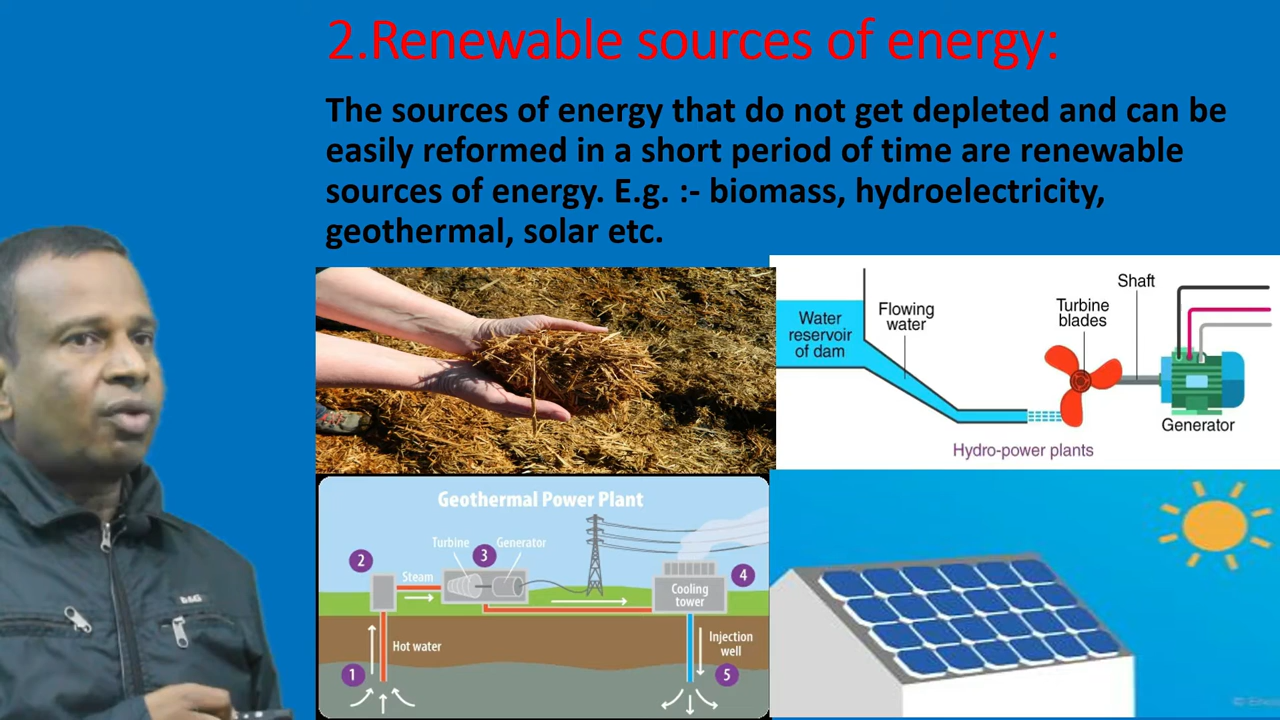 2.Renewable sources of energy:
The sources of energy that do not get depleted and can be
easily reformed in a short period of time are renewable
sources of energy. E.g. :- biomass, hydroelectricity,
geothermal, solar etc.
Water
reservoir
of dam
Flowing
water
Turbine
blades
Shaft
Generator
Hydro-power plants
Geothermal Power Plant
2
Steam
Turbine
3
Generator
4
Cooling
tower
Hot water
Injection
well
1
5
D&G